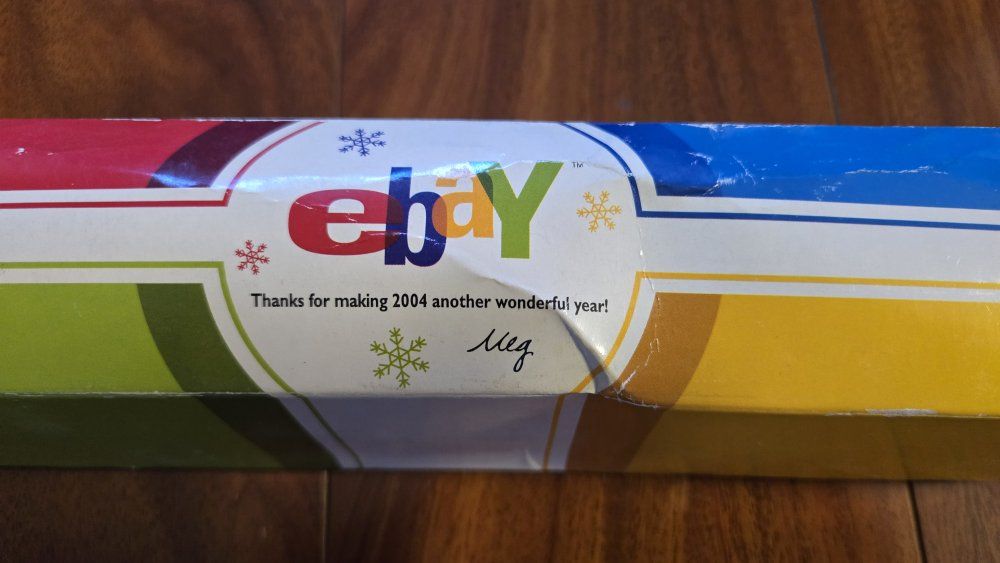 ebaY™
Thanks for making 2004 another wonderful year!
Meg